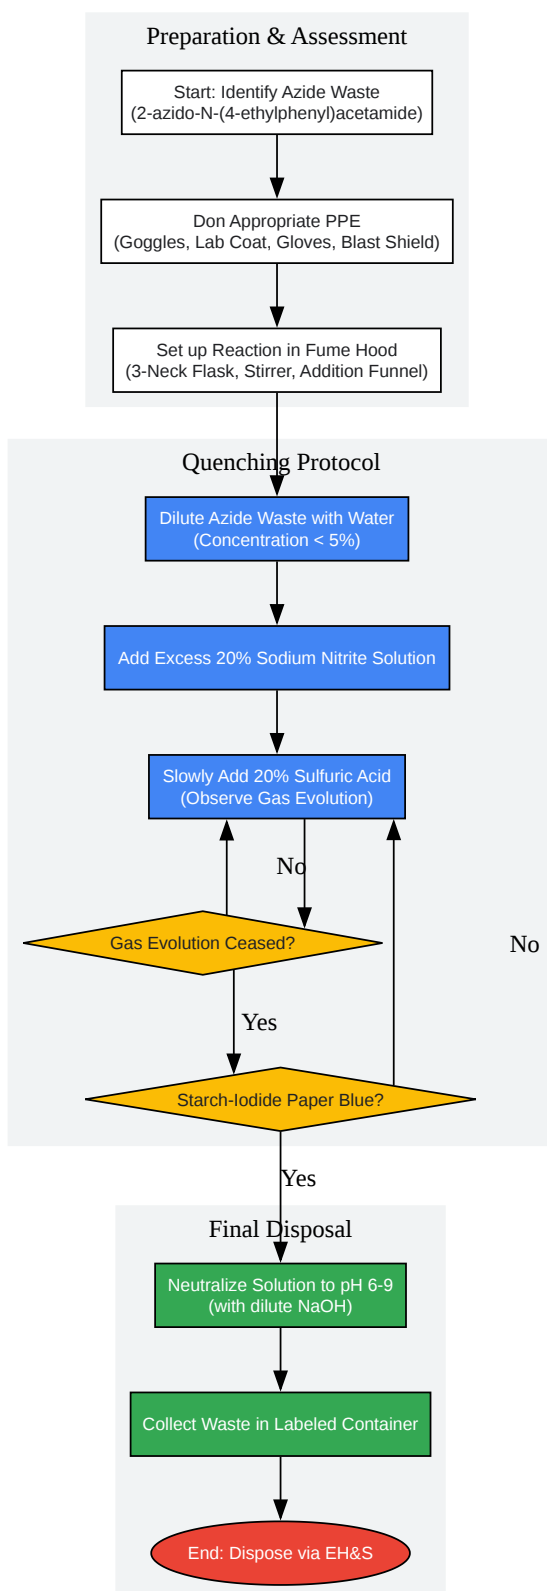 Preparation & Assessment
Start: Identify Azide Waste
(2-azido-N-(4-ethylphenyl)acetamide)
Don Appropriate PPE
(Goggles, Lab Coat, Gloves, Blast Shield)
Set up Reaction in Fume Hood
(3-Neck Flask, Stirrer, Addition Funnel)
Quenching Protocol
Dilute Azide Waste with Water
(Concentration < 5%)
Add Excess 20% Sodium Nitrite Solution
Slowly Add 20% Sulfuric Acid
(Observe Gas Evolution)
No
Gas Evolution Ceased?
No
Yes
Starch-Iodide Paper Blue?
Yes
Final Disposal
Neutralize Solution to pH 6-9
(with dilute NaOH)
Collect Waste in Labeled Container
End: Dispose via EH&S